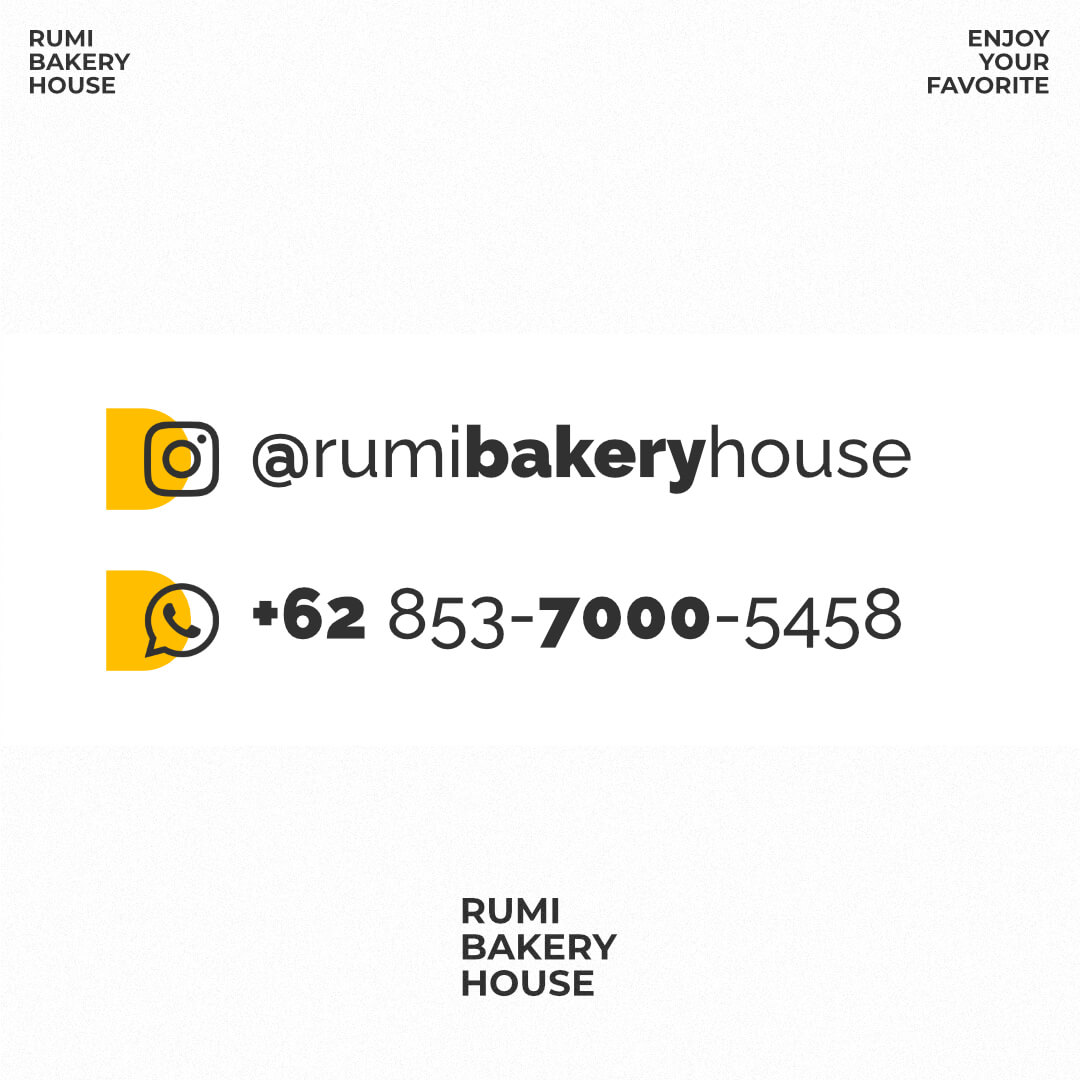 RUMI
BAKERY
HOUSE
ENJOY
YOUR
FAVORITE
@rumibakeryhouse
+62 853-7000-5458
RUMI
BAKERY
HOUSE